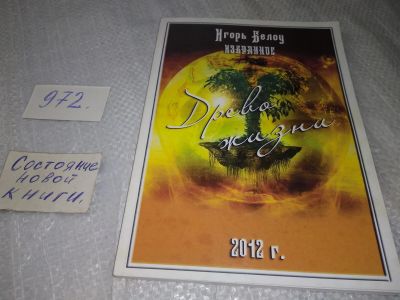 Игорь Белоу
ИЗБРАННОЕ
Древо
жизни
2012 г.
972.
Состояние
новой
книги.